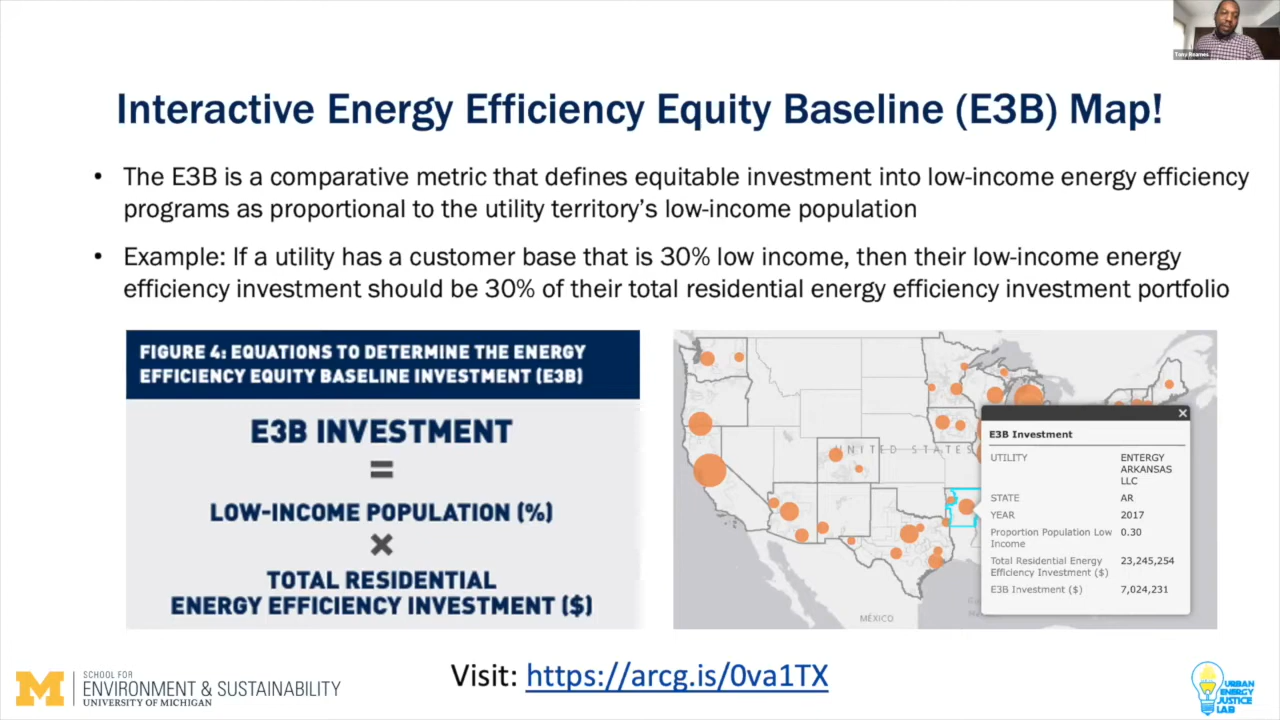 Tony Reames
Interactive Energy Efficiency Equity Baseline (E3B) Map!
• The E3B is a comparative metric that defines equitable investment into low-income energy efficiency
programs as proportional to the utility territory’s low-income population
• Example: If a utility has a customer base that is 30% low income, then their low-income energy
efficiency investment should be 30% of their total residential energy efficiency investment portfolio
FIGURE 4: EQUATIONS TO DETERMINE THE ENERGY
EFFICIENCY EQUITY BASELINE INVESTMENT (E3B)
E3B INVESTMENT
=
LOW-INCOME POPULATION (%)
×
TOTAL RESIDENTIAL
ENERGY EFFICIENCY INVESTMENT ($)
UNITED STATES
MÉXICO
E3B Investment
UTILITY ENTERGY
ARKANSAS
LLC
STATE AR
YEAR 2017
Proportion Population Low 0.30
Income
Total Residential Energy 23,245,254
Efficiency Investment ($)
E3B Investment ($) 7,024,231
Visit: https://arcg.is/0va1TX
M
SCHOOL FOR
ENVIRONMENT & SUSTAINABILITY
UNIVERSITY OF MICHIGAN
URBAN
ENERGY
JUSTICE
LAB